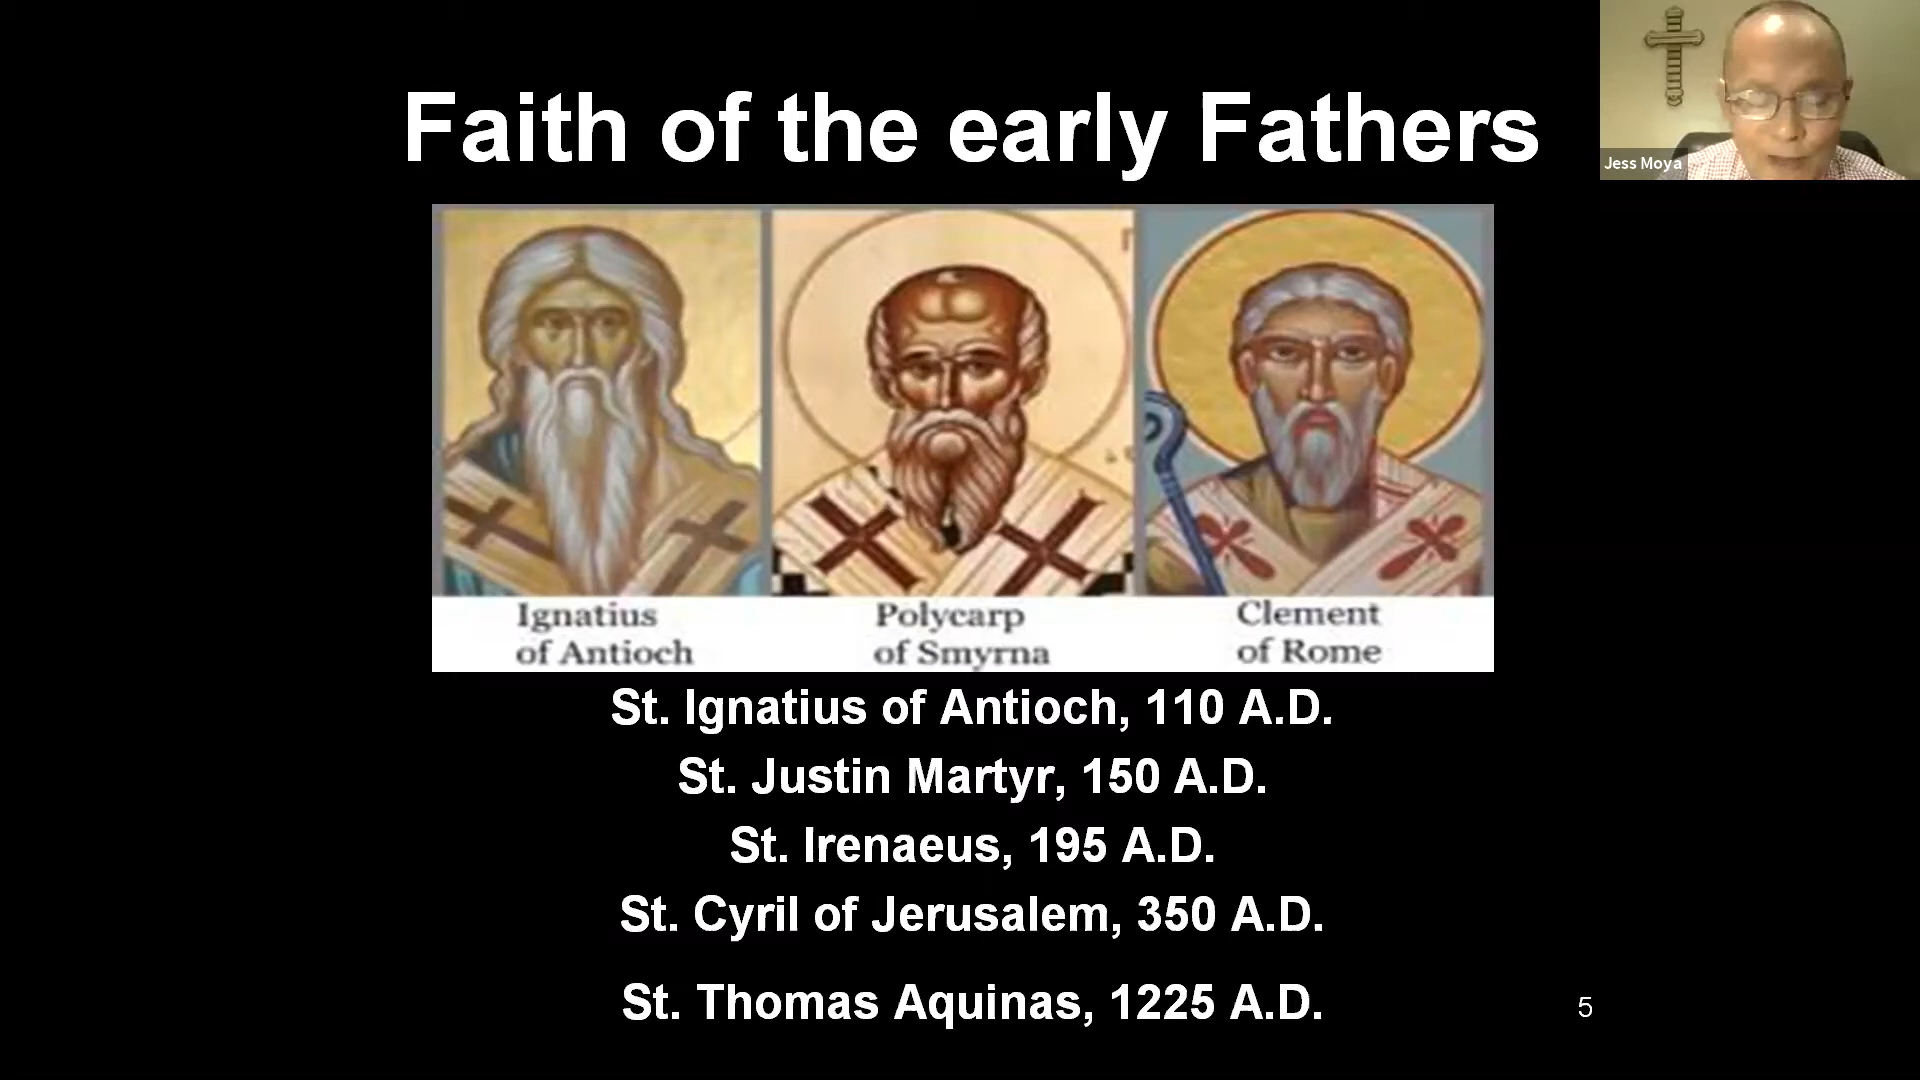 Faith of the early Fathers
Jess Moya
Ignatius
of Antioch
Polycarp
of Smyrna
Clement
of Rome
St. Ignatius of Antioch, 110 A.D.
St. Justin Martyr, 150 A.D.
St. Irenaeus, 195 A.D.
St. Cyril of Jerusalem, 350 A.D.
St. Thomas Aquinas, 1225 A.D.
5